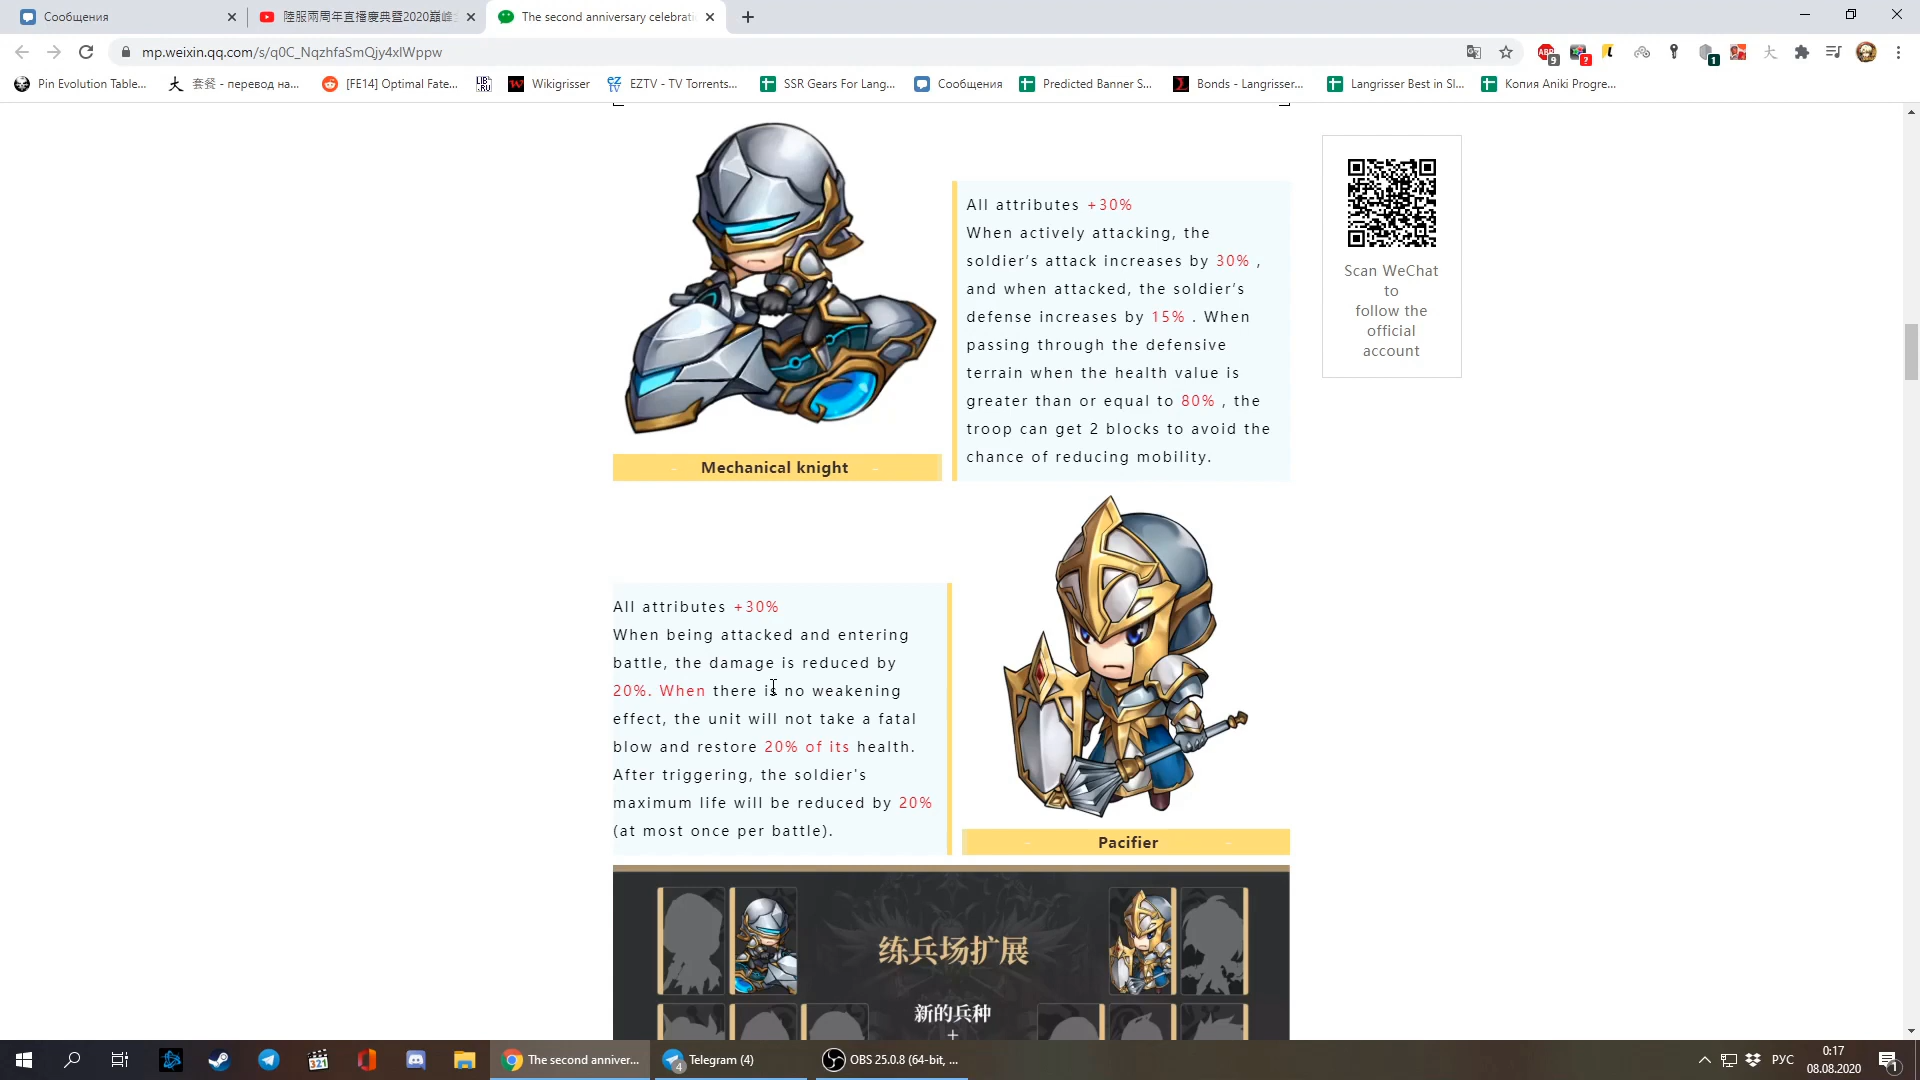 Сообщения
陸服兩周年直播慶典暨2020巔峰
The second anniversary celebrati
mp.weixin.qq.com/s/q0C_NqzhfaSmQjy4xlWppw
Pin Evolution Table...
套餐 - перевод на...
[FE14] Optimal Fate...
LIB.RU
Wikigrisser
EZTV - TV Torrents...
SSR Gears For Lang...
Сообщения
Predicted Banner S...
Bonds - Langrisser...
Langrisser Best in Sl...
Копия Aniki Progre...
ABP
9
?
1
All attributes +30%
When actively attacking, the
soldier’s attack increases by 30% ,
and when attacked, the soldier’s
defense increases by 15% . When
passing through the defensive
terrain when the health value is
greater than or equal to 80% , the
troop can get 2 blocks to avoid the
chance of reducing mobility.
Mechanical knight
Scan WeChat
to
follow the
official
account
All attributes +30%
When being attacked and entering
battle, the damage is reduced by
20%. When there is no weakening
effect, the unit will not take a fatal
blow and restore 20% of its health.
After triggering, the soldier's
maximum life will be reduced by 20%
(at most once per battle).
Pacifier
练兵场扩展
新的兵种
+
321
The second anniver...
4
Telegram (4)
OBS 25.0.8 (64-bit, ...
РУС
0:17
08.08.2020
1